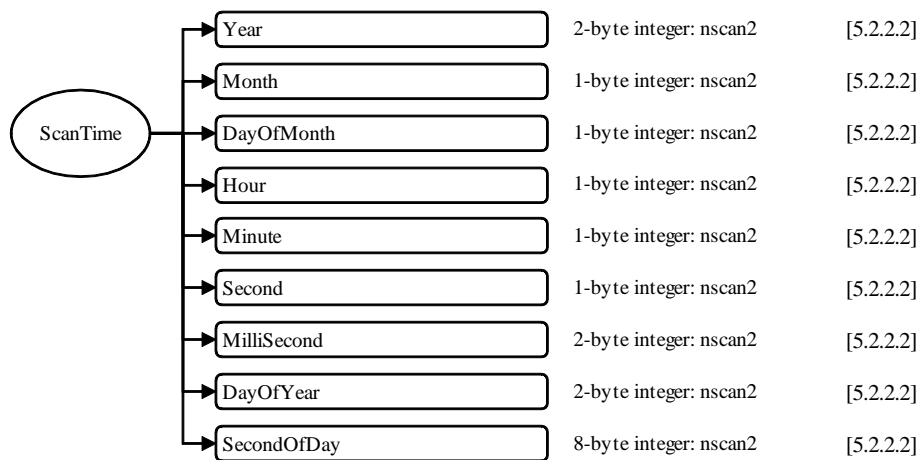 Year 2-byte integer: nscan2 [5.2.2.2]
Month 1-byte integer: nscan2 [5.2.2.2]
ScanTime DayOfMonth 1-byte integer: nscan2 [5.2.2.2]
Hour 1-byte integer: nscan2 [5.2.2.2]
Minute 1-byte integer: nscan2 [5.2.2.2]
Second 1-byte integer: nscan2 [5.2.2.2]
MilliSecond 2-byte integer: nscan2 [5.2.2.2]
DayOfYear 2-byte integer: nscan2 [5.2.2.2]
SecondOfDay 8-byte integer: nscan2 [5.2.2.2]